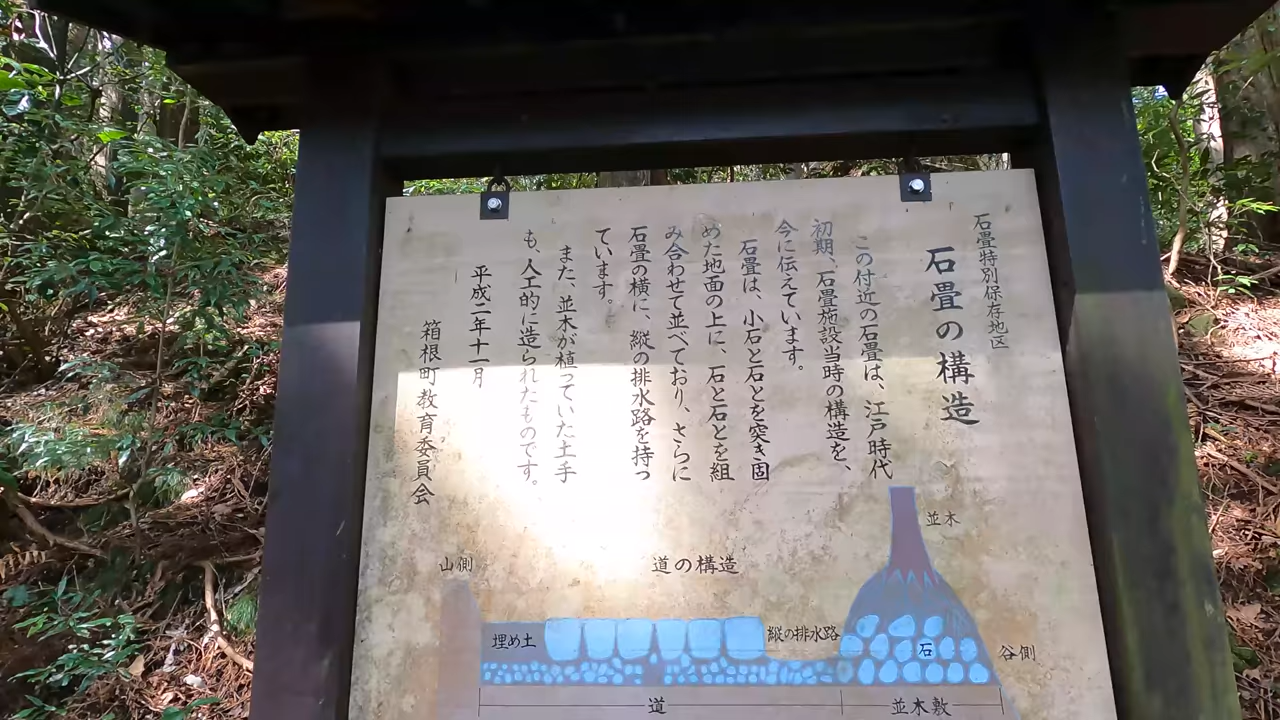 石畳特別保存地区
石畳の構造
この付近の石畳は、江戸時代
初期、石畳施設当時の構造を、
今に伝えています。
石畳は、小石と石とを突き固
めた地面の上に、石と石とを組
み合わせて並べており、さらに
石畳の横に、縦の排水路を持っ
ています。
また、並木が植っていた土手
も、人工的に造られたものです。
平成二年十一月
箱根町教育委員会
並木
山側
道の構造
埋め土
縦の排水路
石
谷側
道
並木敷